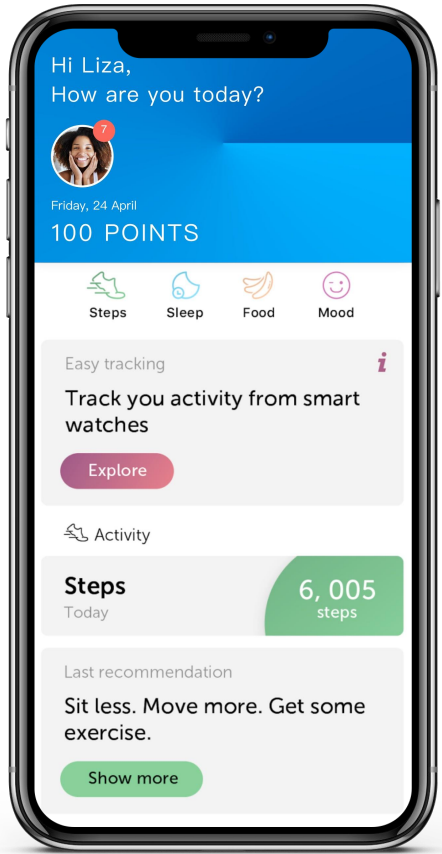 Hi Liza,
How are you today?
7
Friday, 24 April
100 POINTS
Steps Sleep Food Mood
Easy tracking i
Track you activity from smart
watches
Explore
Activity
Steps
Today
6, 005
steps
Last recommendation
Sit less. Move more. Get some
exercise.
Show more